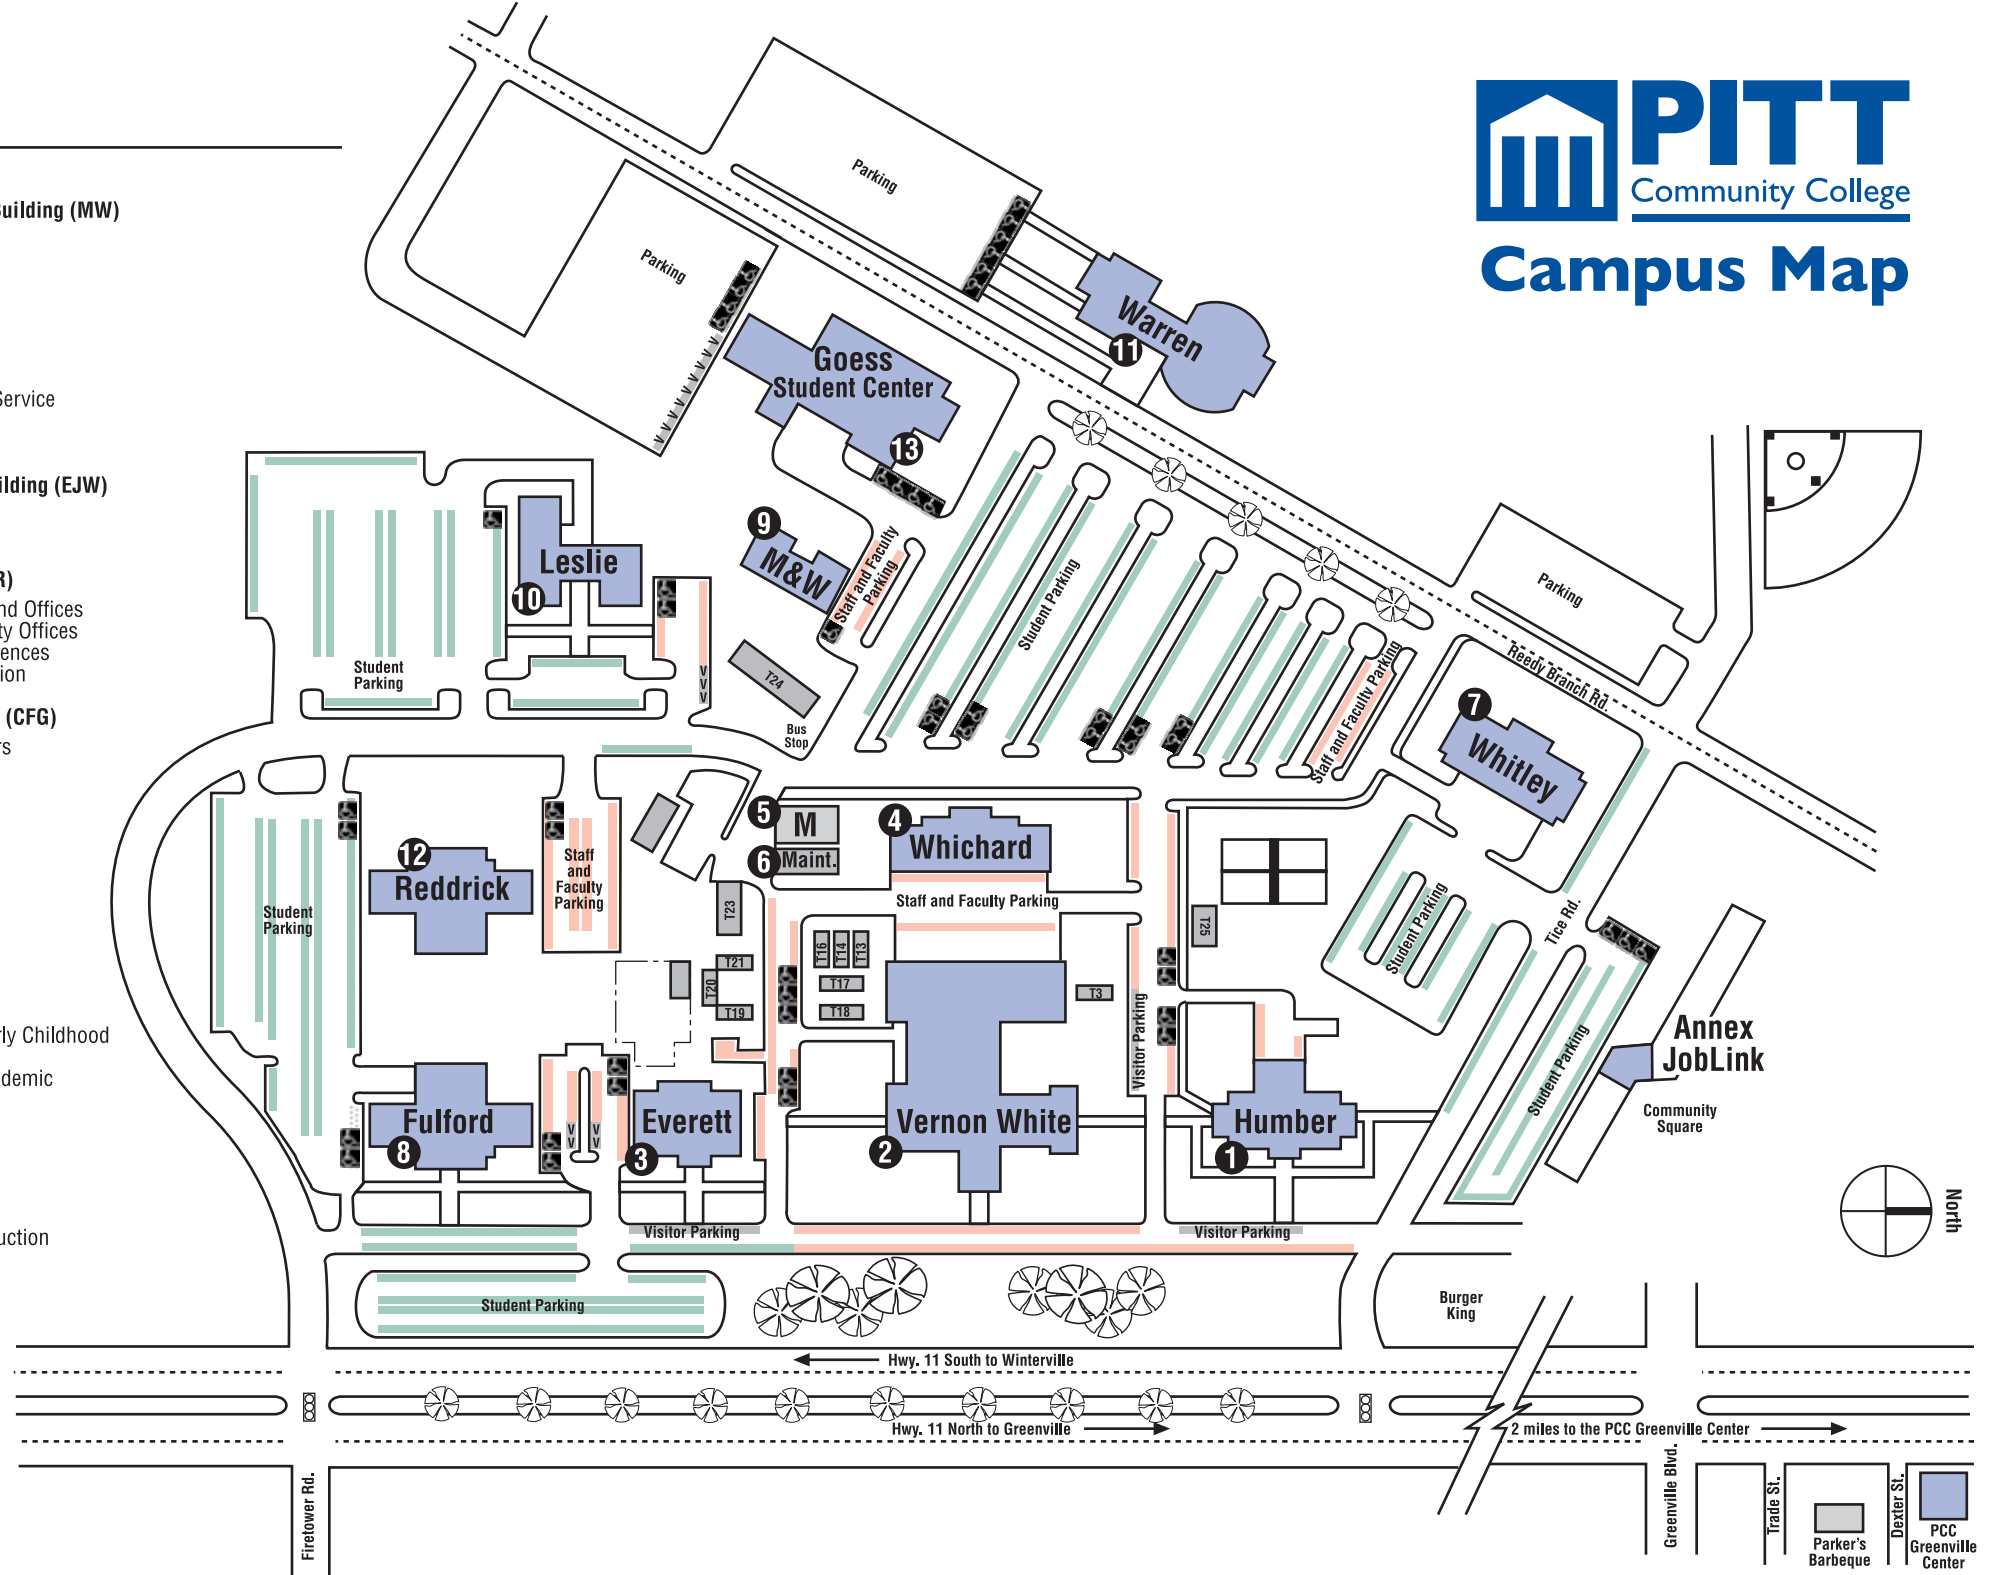 PITT
Community College
Campus Map
Building (MW)
Service
ilding (EJW)
R)
nd Offices
ty Offices
ences
ion
(CFG)
rs
rly Childhood
demic
uction
Parking
Parking
Warren
11
Goess
Student Center
13
9
M&W
Staff and Faculty
Parking
Leslie
10
Student
Parking
V V V V V V V V
V V V
T24
Bus
Stop
Student Parking
Staff and Faculty Parking
Parking
Reedy Branch Rd.
7
Whitley
5
M
6
Maint.
4
Whichard
Staff and Faculty Parking
12
Reddrick
Staff
and
Faculty
Parking
Student
Parking
T23
T21
T20
T19
T16
T14
T13
T17
T18
T3
T25
Visitor Parking
Student Parking
Tice Rd.
Student Parking
Annex
JobLink
Community
Square
Fulford
8
V V
V V
Everett
3
Vernon White
2
Humber
1
North
Visitor Parking
Visitor Parking
Student Parking
Burger
King
Hwy. 11 South to Winterville
Hwy. 11 North to Greenville
2 miles to the PCC Greenville Center
Firetower Rd.
Greenville Blvd.
Trade St.
Parker's
Barbeque
Dexter St.
PCC
Greenville
Center